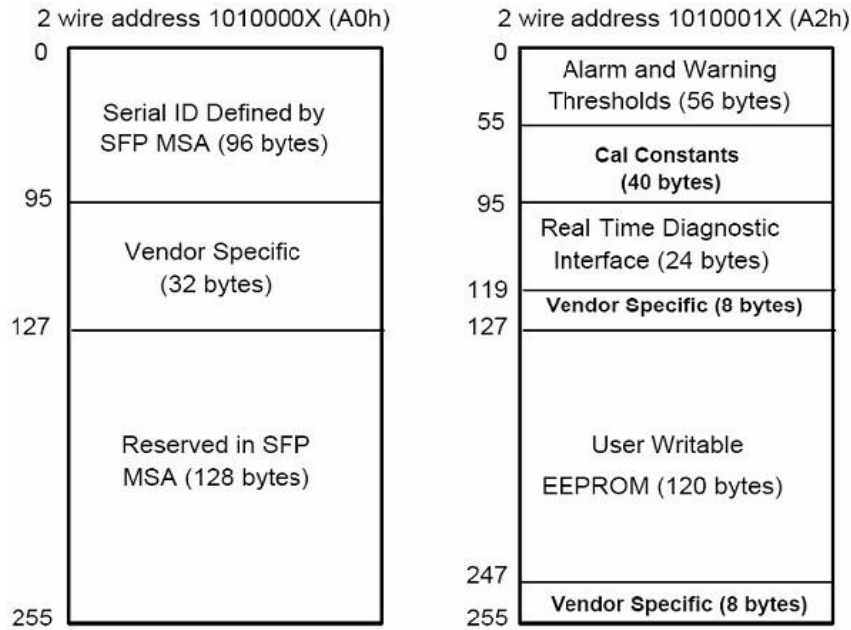 2 wire address 1010000X (A0h)
0
Serial ID Defined by
SFP MSA (96 bytes)
95
Vendor Specific
(32 bytes)
127
Reserved in SFP
MSA (128 bytes)
255
2 wire address 1010001X (A2h)
0
Alarm and Warning
Thresholds (56 bytes)
55
Cal Constants
(40 bytes)
95
Real Time Diagnostic
Interface (24 bytes)
119
Vendor Specific (8 bytes)
127
User Writable
EEPROM (120 bytes)
247
Vendor Specific (8 bytes)
255